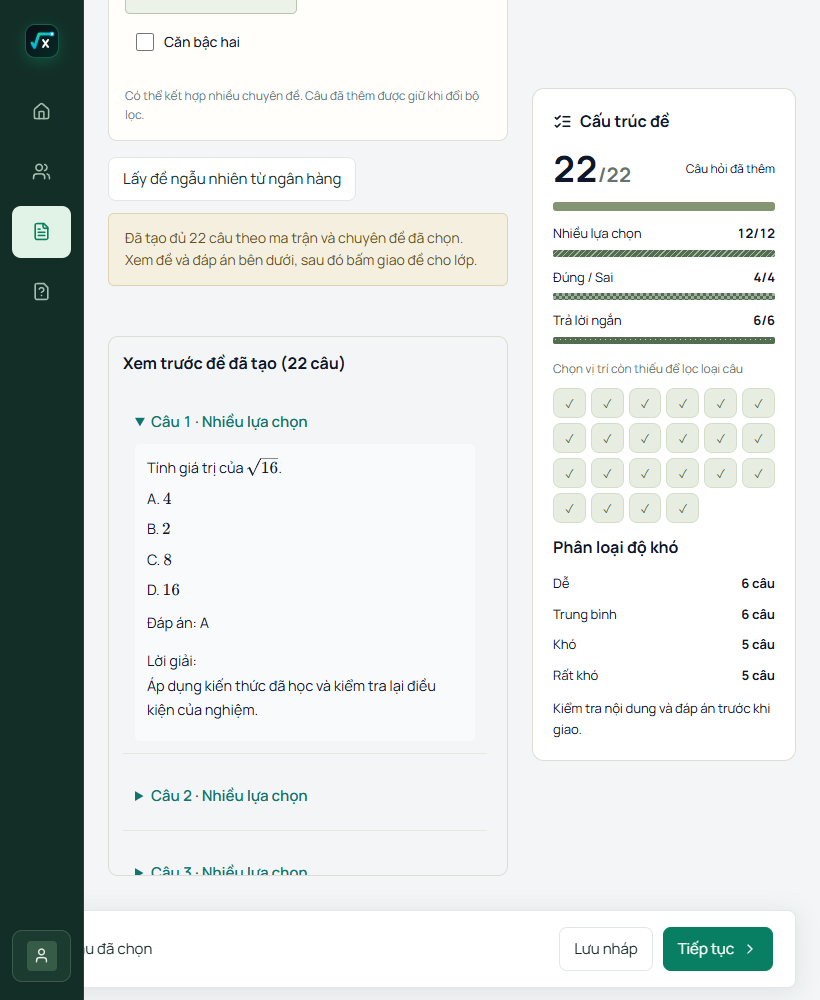 √x
Căn bậc hai
Có thể kết hợp nhiều chuyên đề. Câu đã thêm được giữ khi đổi bộ
lọc.
Lấy đề ngẫu nhiên từ ngân hàng
Đã tạo đủ 22 câu theo ma trận và chuyên đề đã chọn.
Xem đề và đáp án bên dưới, sau đó bấm giao đề cho lớp.
Xem trước đề đã tạo (22 câu)
▼ Câu 1 · Nhiều lựa chọn
Tính giá trị của √16.
A. 4
B. 2
C. 8
D. 16
Đáp án: A
Lời giải:
Áp dụng kiến thức đã học và kiểm tra lại điều
kiện của nghiệm.
▶ Câu 2 · Nhiều lựa chọn
▶ Câu 3 · Nhiều lựa chọn
Cấu trúc đề
22/22 Câu hỏi đã thêm
Nhiều lựa chọn 12/12
Đúng / Sai 4/4
Trả lời ngắn 6/6
Chọn vị trí còn thiếu để lọc loại câu
✓ ✓ ✓ ✓ ✓ ✓
✓ ✓ ✓ ✓ ✓ ✓
✓ ✓ ✓ ✓ ✓ ✓
✓ ✓ ✓ ✓
Phân loại độ khó
Dễ 6 câu
Trung bình 6 câu
Khó 5 câu
Rất khó 5 câu
Kiểm tra nội dung và đáp án trước khi
giao.
đã chọn
Lưu nháp
Tiếp tục